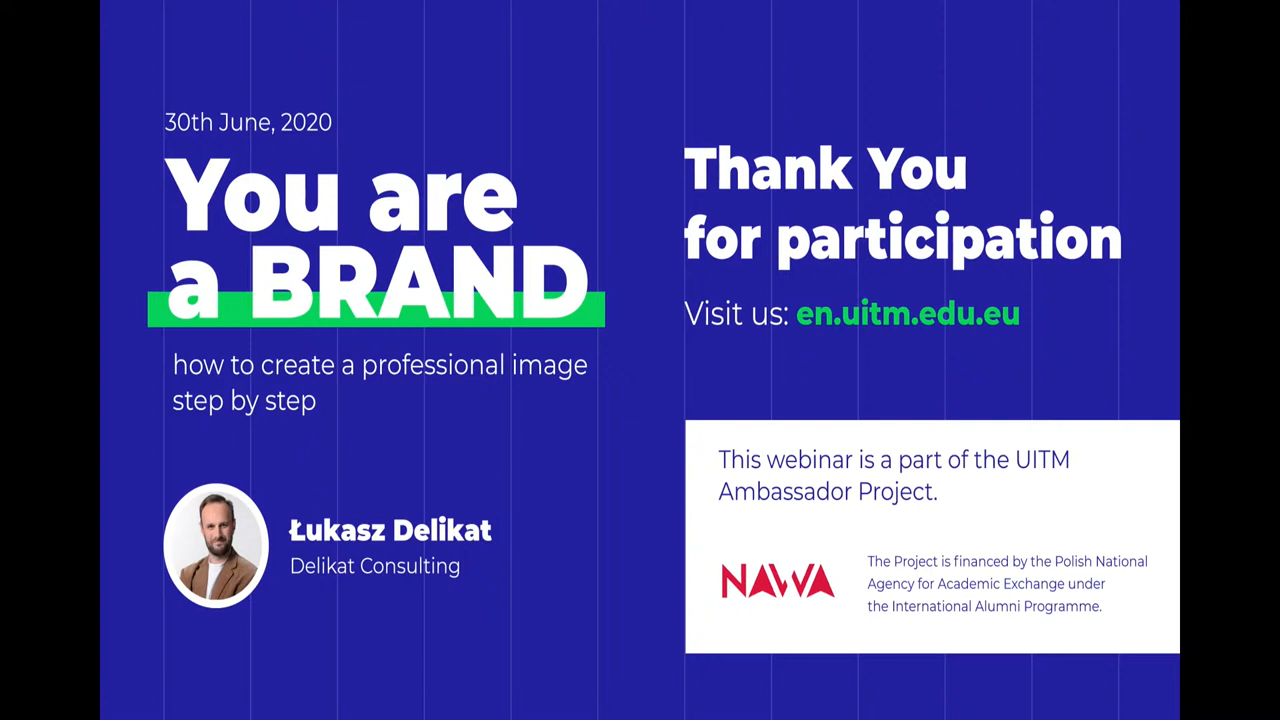 30th June, 2020
You are
a BRAND
how to create a professional image
step by step
Łukasz Delikat
Delikat Consulting
Thank You
for participation
Visit us: en.uitm.edu.eu
This webinar is a part of the UITM
Ambassador Project.
NAWA
The Project is financed by the Polish National
Agency for Academic Exchange under
the International Alumni Programme.